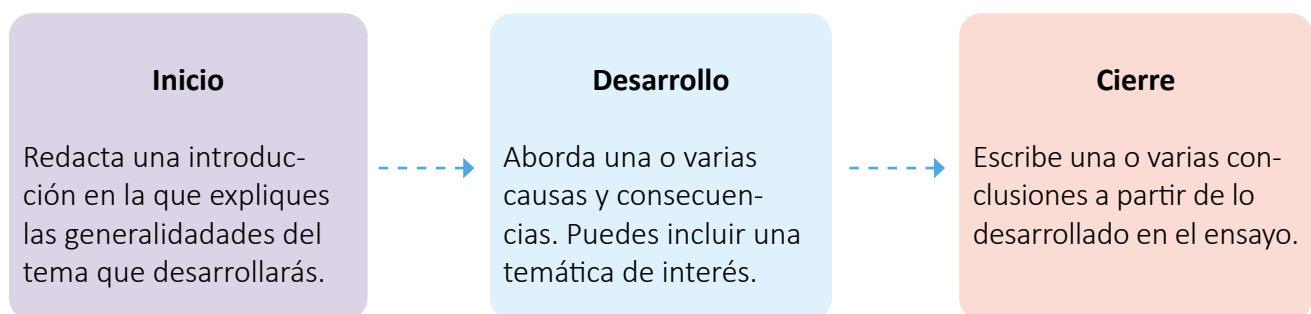 Inicio
Redacta una introduc-
ción en la que expliques
las generalidadades del
tema que desarrollarás.
Desarrollo
Aborda una o varias
causas y consecuen-
cias. Puedes incluir una
temática de interés.
Cierre
Escribe una o varias con-
clusiones a partir de lo
desarrollado en el ensayo.